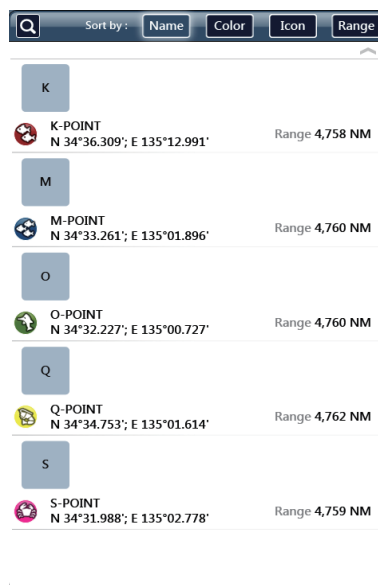 Sort by : Name Color Icon Range
K
K-POINT
N 34°36.309'; E 135°12.991' Range 4,758 NM
M
M-POINT
N 34°33.261'; E 135°01.896' Range 4,760 NM
O
O-POINT
N 34°32.227'; E 135°00.727' Range 4,760 NM
Q
Q-POINT
N 34°34.753'; E 135°01.614' Range 4,762 NM
S
S-POINT
N 34°31.988'; E 135°02.778' Range 4,759 NM